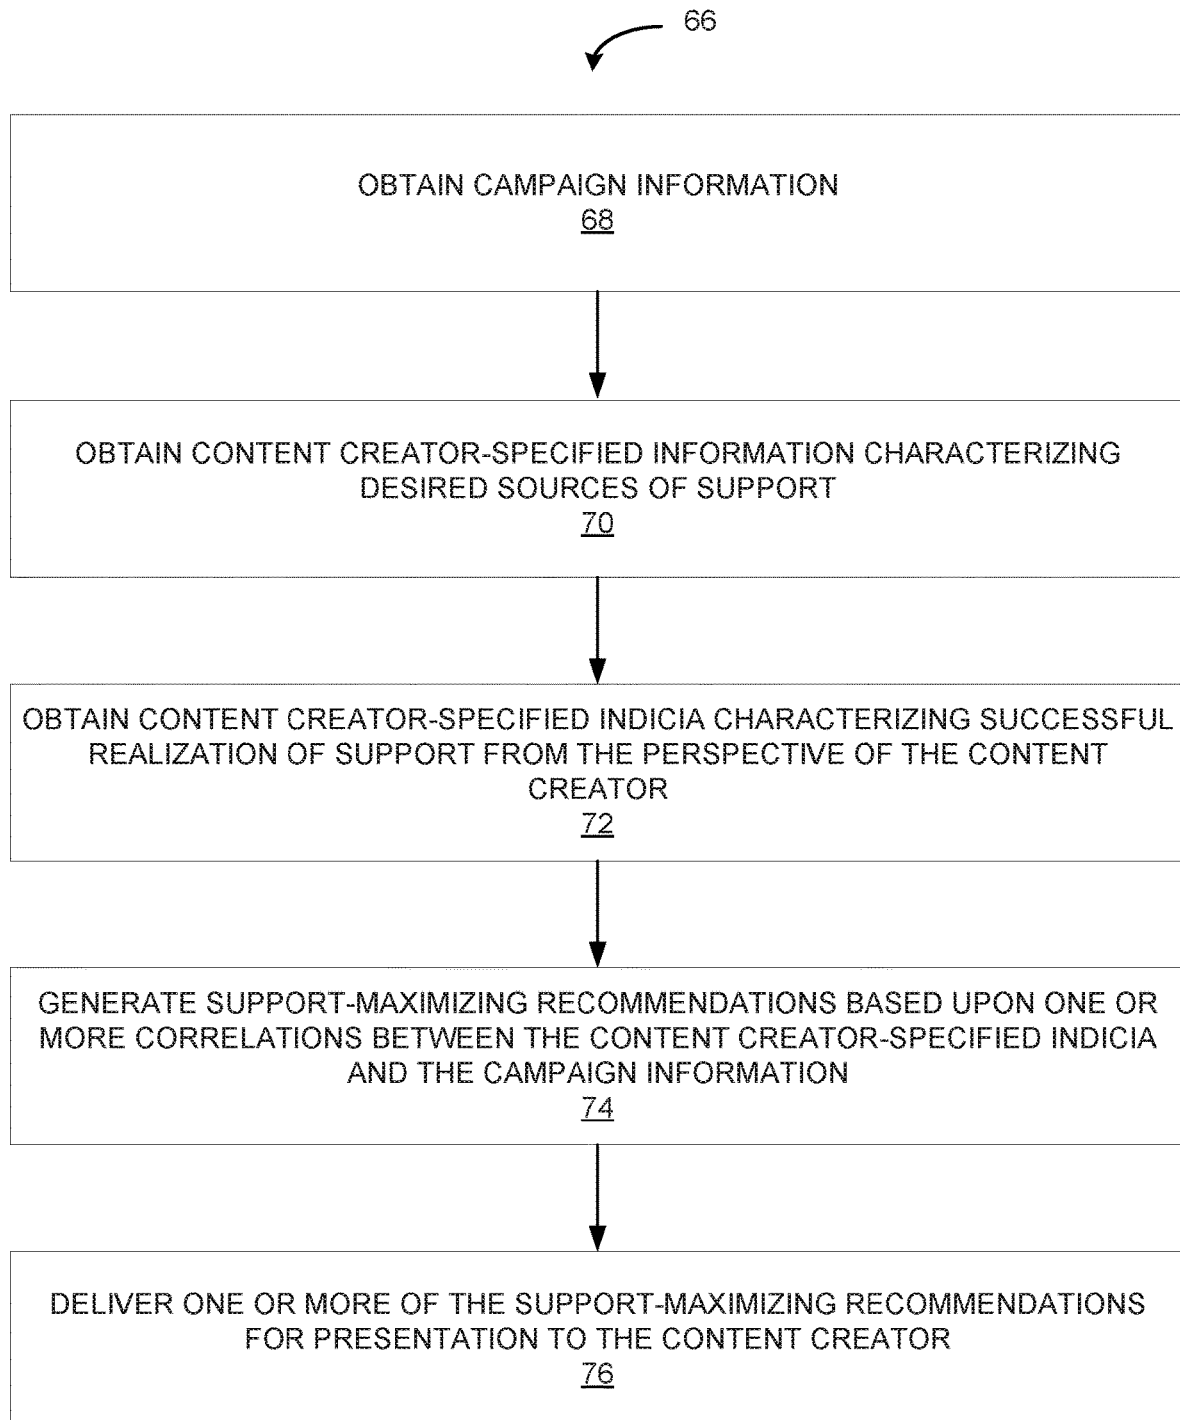 66
OBTAIN CAMPAIGN INFORMATION
68
OBTAIN CONTENT CREATOR-SPECIFIED INFORMATION CHARACTERIZING
DESIRED SOURCES OF SUPPORT
70
OBTAIN CONTENT CREATOR-SPECIFIED INDICIA CHARACTERIZING SUCCESSFUL
REALIZATION OF SUPPORT FROM THE PERSPECTIVE OF THE CONTENT
CREATOR
72
GENERATE SUPPORT-MAXIMIZING RECOMMENDATIONS BASED UPON ONE OR
MORE CORRELATIONS BETWEEN THE CONTENT CREATOR-SPECIFIED INDICIA
AND THE CAMPAIGN INFORMATION
74
DELIVER ONE OR MORE OF THE SUPPORT-MAXIMIZING RECOMMENDATIONS
FOR PRESENTATION TO THE CONTENT CREATOR
76